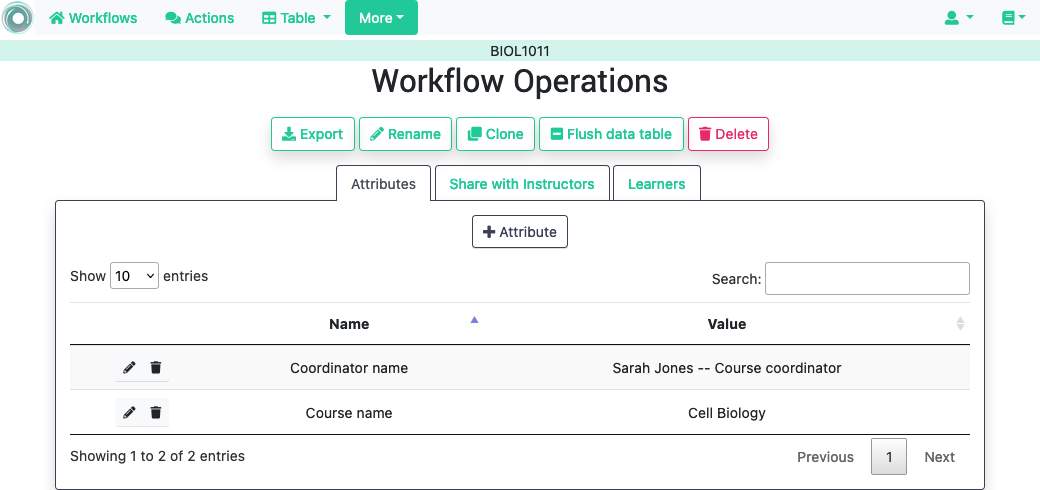 Workflows Actions Table More
BIOL1011
Workflow Operations
Export Rename Clone Flush data table Delete
Attributes Share with Instructors Learners
Attribute
Show 10 entries Search:
Name Value
Coordinator name Sarah Jones -- Course coordinator
Course name Cell Biology
Showing 1 to 2 of 2 entries Previous 1 Next